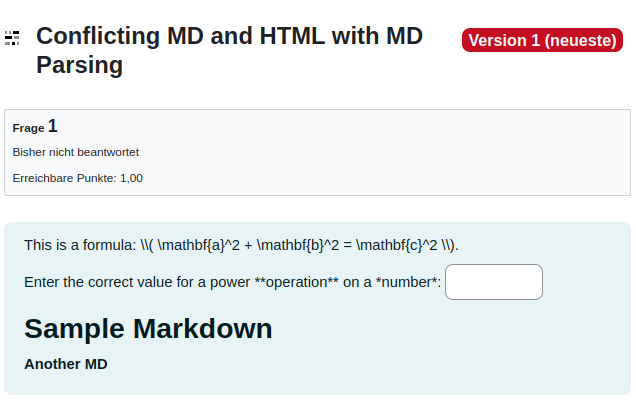 Conflicting MD and HTML with MD
Parsing
Version 1 (neueste)
Frage 1
Bisher nicht beantwortet
Erreichbare Punkte: 1,00
This is a formula: \\( \mathbf{a}^2 + \mathbf{b}^2 = \mathbf{c}^2 \\).
Enter the correct value for a power **operation** on a *number*:
Sample Markdown
Another MD